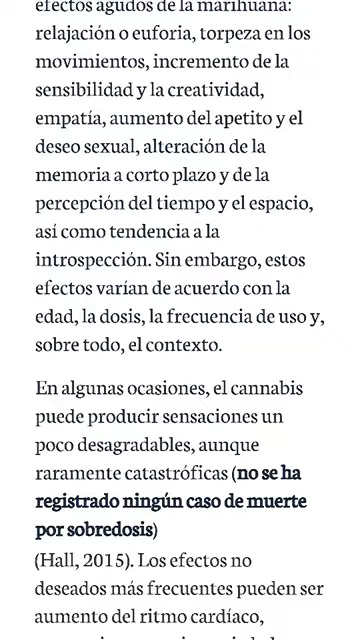 efectos agudos de la marihuana:
relajación o euforia, torpeza en los
movimientos, incremento de la
sensibilidad y la creatividad,
empatía, aumento del apetito y el
deseo sexual, alteración de la
memoria a corto plazo y de la
percepción del tiempo y el espacio,
así como tendencia a la
introspección. Sin embargo, estos
efectos varían de acuerdo con la
edad, la dosis, la frecuencia de uso y,
sobre todo, el contexto.
En algunas ocasiones, el cannabis
puede producir sensaciones un
poco desagradables, aunque
raramente catastróficas (no se ha
registrado ningún caso de muerte
por sobredosis)
(Hall, 2015). Los efectos no
deseados más frecuentes pueden ser
aumento del ritmo cardíaco,